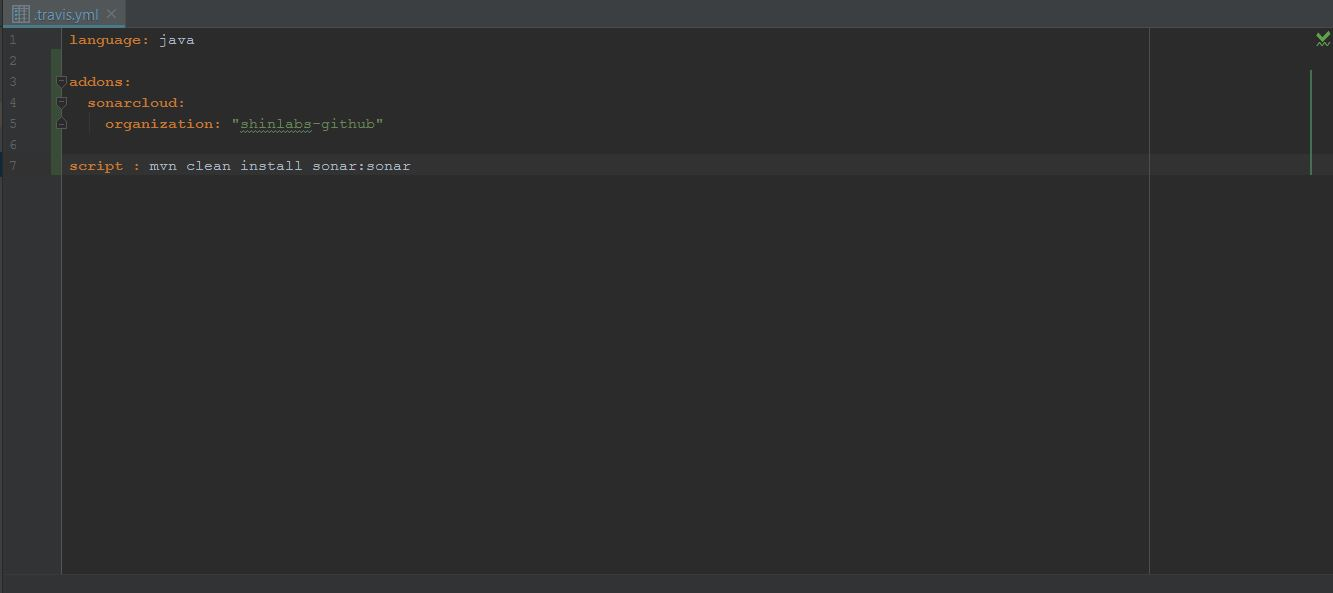 .travis.yml
1 language: java
2
3 addons:
4   sonarcloud:
5     organization: "shinlabs-github"
6
7 script : mvn clean install sonar:sonar